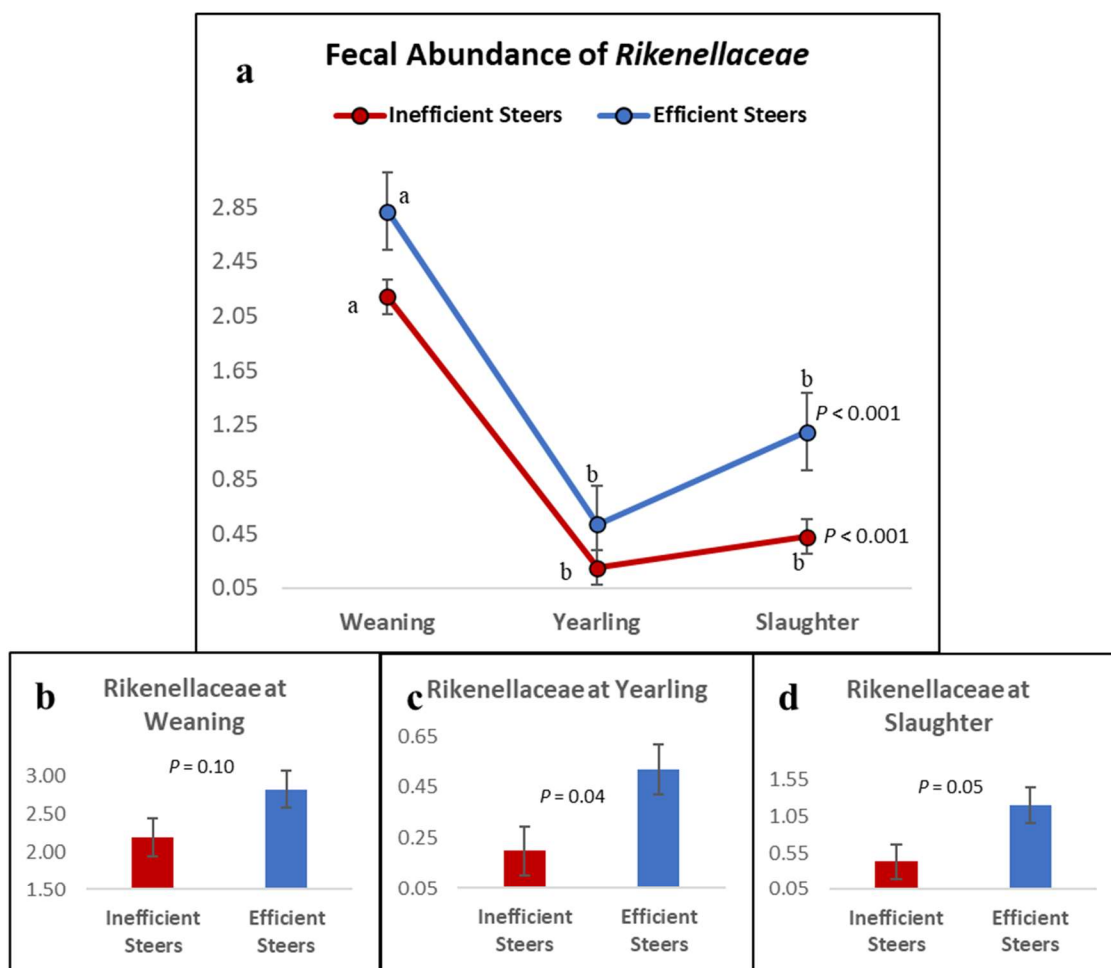 a
Fecal Abundance of Rikenellaceae
Inefficient Steers
Efficient Steers
2.85
2.45
2.05
1.65
1.25
0.85
0.45
0.05
a
a
b
b
b
P < 0.001
P < 0.001
b
Weaning
Yearling
Slaughter
b
Rikenellaceae at
Weaning
P = 0.10
3.00
2.50
2.00
1.50
Inefficient
Steers
Efficient
Steers
c
Rikenellaceae at Yearling
0.65
0.45
0.25
0.05
P = 0.04
Inefficient
Steers
Efficient
Steers
d
Rikenellaceae at
Slaughter
1.55
1.05
0.55
0.05
P = 0.05
Inefficient
Steers
Efficient
Steers